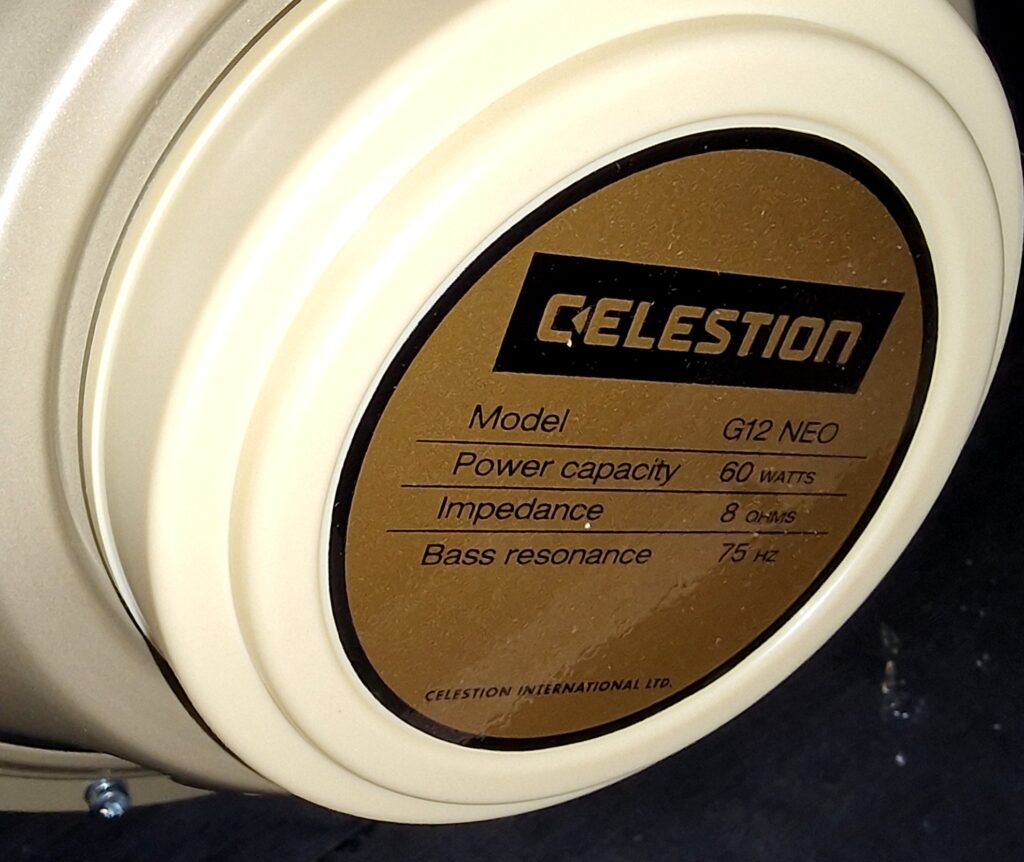 CELESTION
Model G12 NEO
Power capacity 60 WATTS
Impedance 8 OHMS
Bass resonance 75 HZ
CELESTION INTERNATIONAL LTD.